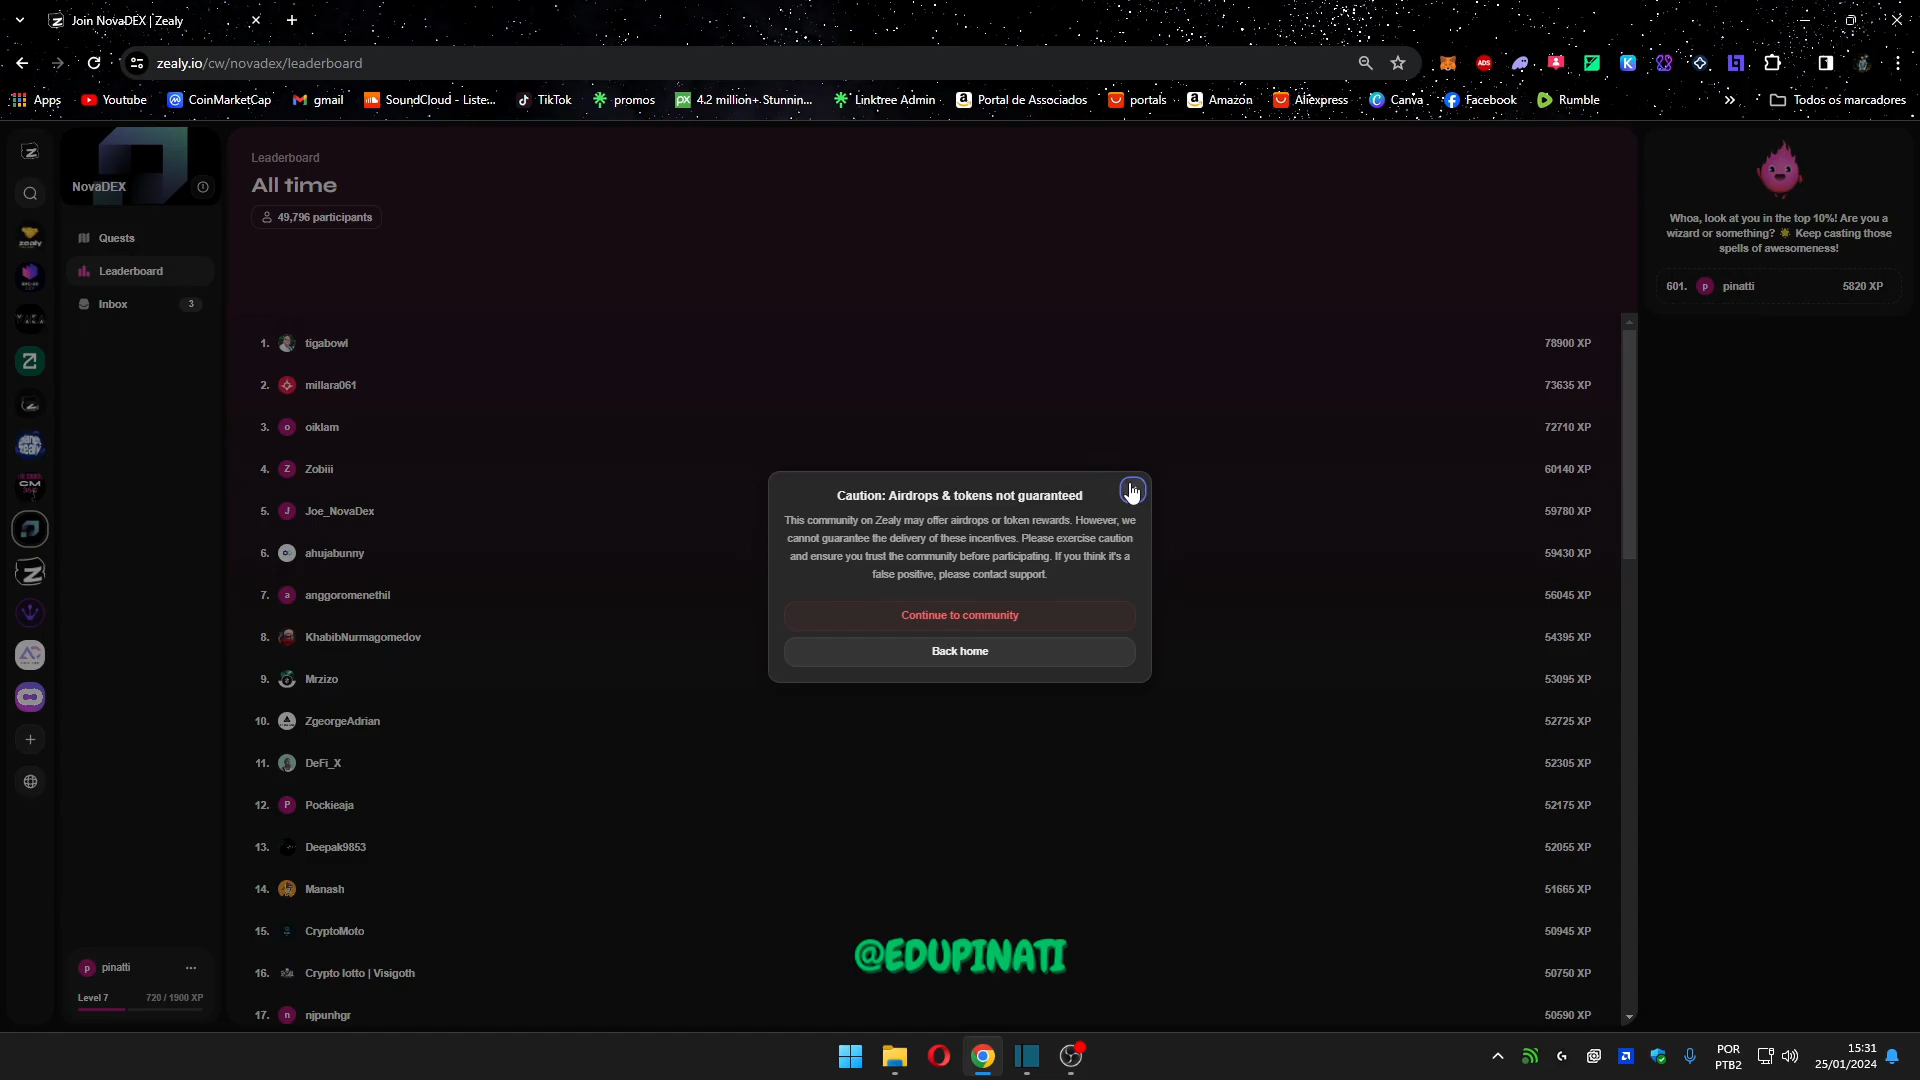 Join NovaDEX | Zealy
zealy.io/cw/novadex/leaderboard
Apps
Youtube
CoinMarketCap
gmail
SoundCloud - Liste...
TikTok
promos
4.2 million+ Stunnin...
Linktree Admin
Portal de Associados
portals
Amazon
Aliexpress
Canva
Facebook
Rumble
Todos os marcadores
NovaDEX
Quests
Leaderboard
Inbox
3
Leaderboard
All time
49,796 participants
1. tigabowl 78900 XP
2. millara061 73635 XP
3. o oiklam 72710 XP
4. Z Zobiii 60140 XP
5. J Joe_NovaDex 59780 XP
6. ahujabunny 59430 XP
7. a anggoromenethil 56045 XP
8. KhabibNurmagomedov 54395 XP
9. Mrzizo 53095 XP
10. ZgeorgeAdrian 52725 XP
11. DeFi_X 52305 XP
12. P Pockieaja 52175 XP
13. Deepak9853 52055 XP
14. Manash 51665 XP
15. CryptoMoto 50945 XP
16. Crypto lotto | Visigoth 50750 XP
17. n njpunhgr 50590 XP
Caution: Airdrops & tokens not guaranteed
This community on Zealy may offer airdrops or token rewards. However, we
cannot guarantee the delivery of these incentives. Please exercise caution
and ensure you trust the community before participating. If you think it's a
false positive, please contact support.
Continue to community
Back home
Whoa, look at you in the top 10%! Are you a
wizard or something? 🌟 Keep casting those
spells of awesomeness!
601. p pinatti 5820 XP
p pinatti
Level 7 720 / 1900 XP
@EDUPINATI
POR
PTB2
15:31
25/01/2024